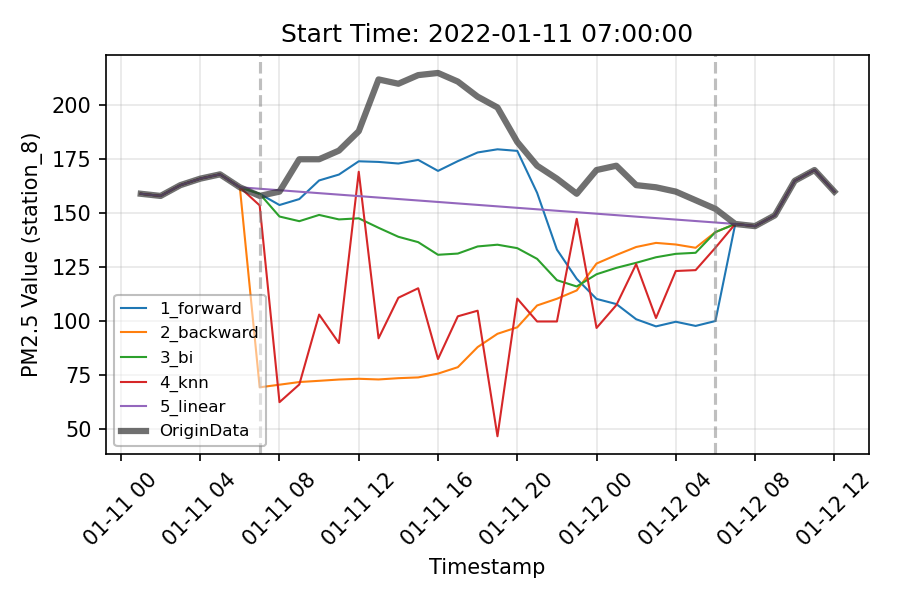 Start Time: 2022-01-11 07:00:00
PM2.5 Value (station_8)
200
175
150
125
100
75
50
1_forward
2_backward
3_bi
4_knn
5_linear
OriginData
01-11 00
01-11 04
01-11 08
01-11 12
01-11 16
01-11 20
01-12 00
01-12 04
01-12 08
01-12 12
Timestamp